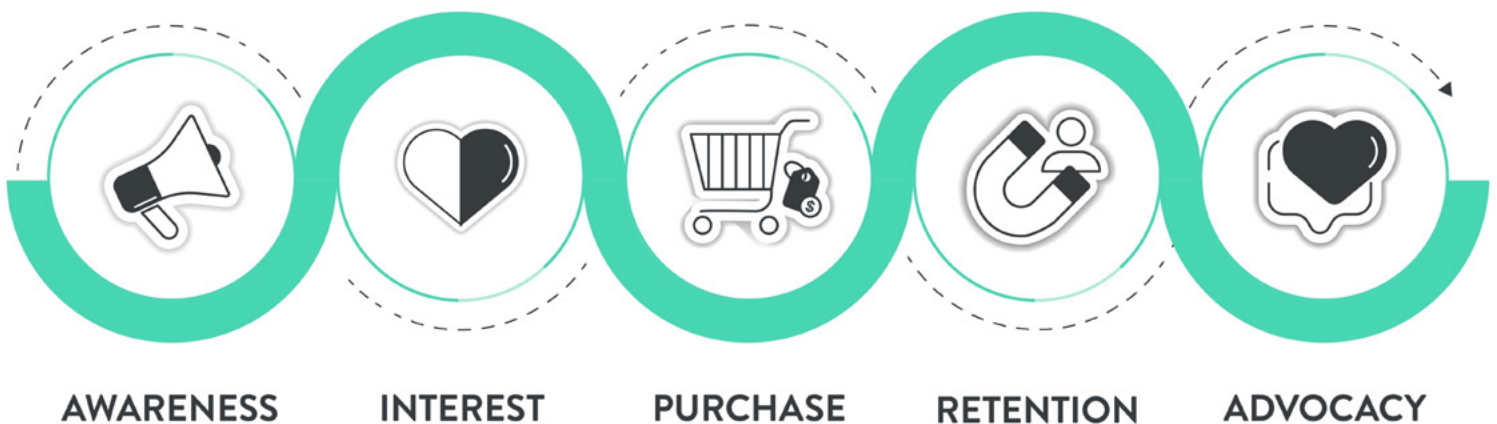 $
AWARENESS INTEREST PURCHASE RETENTION ADVOCACY